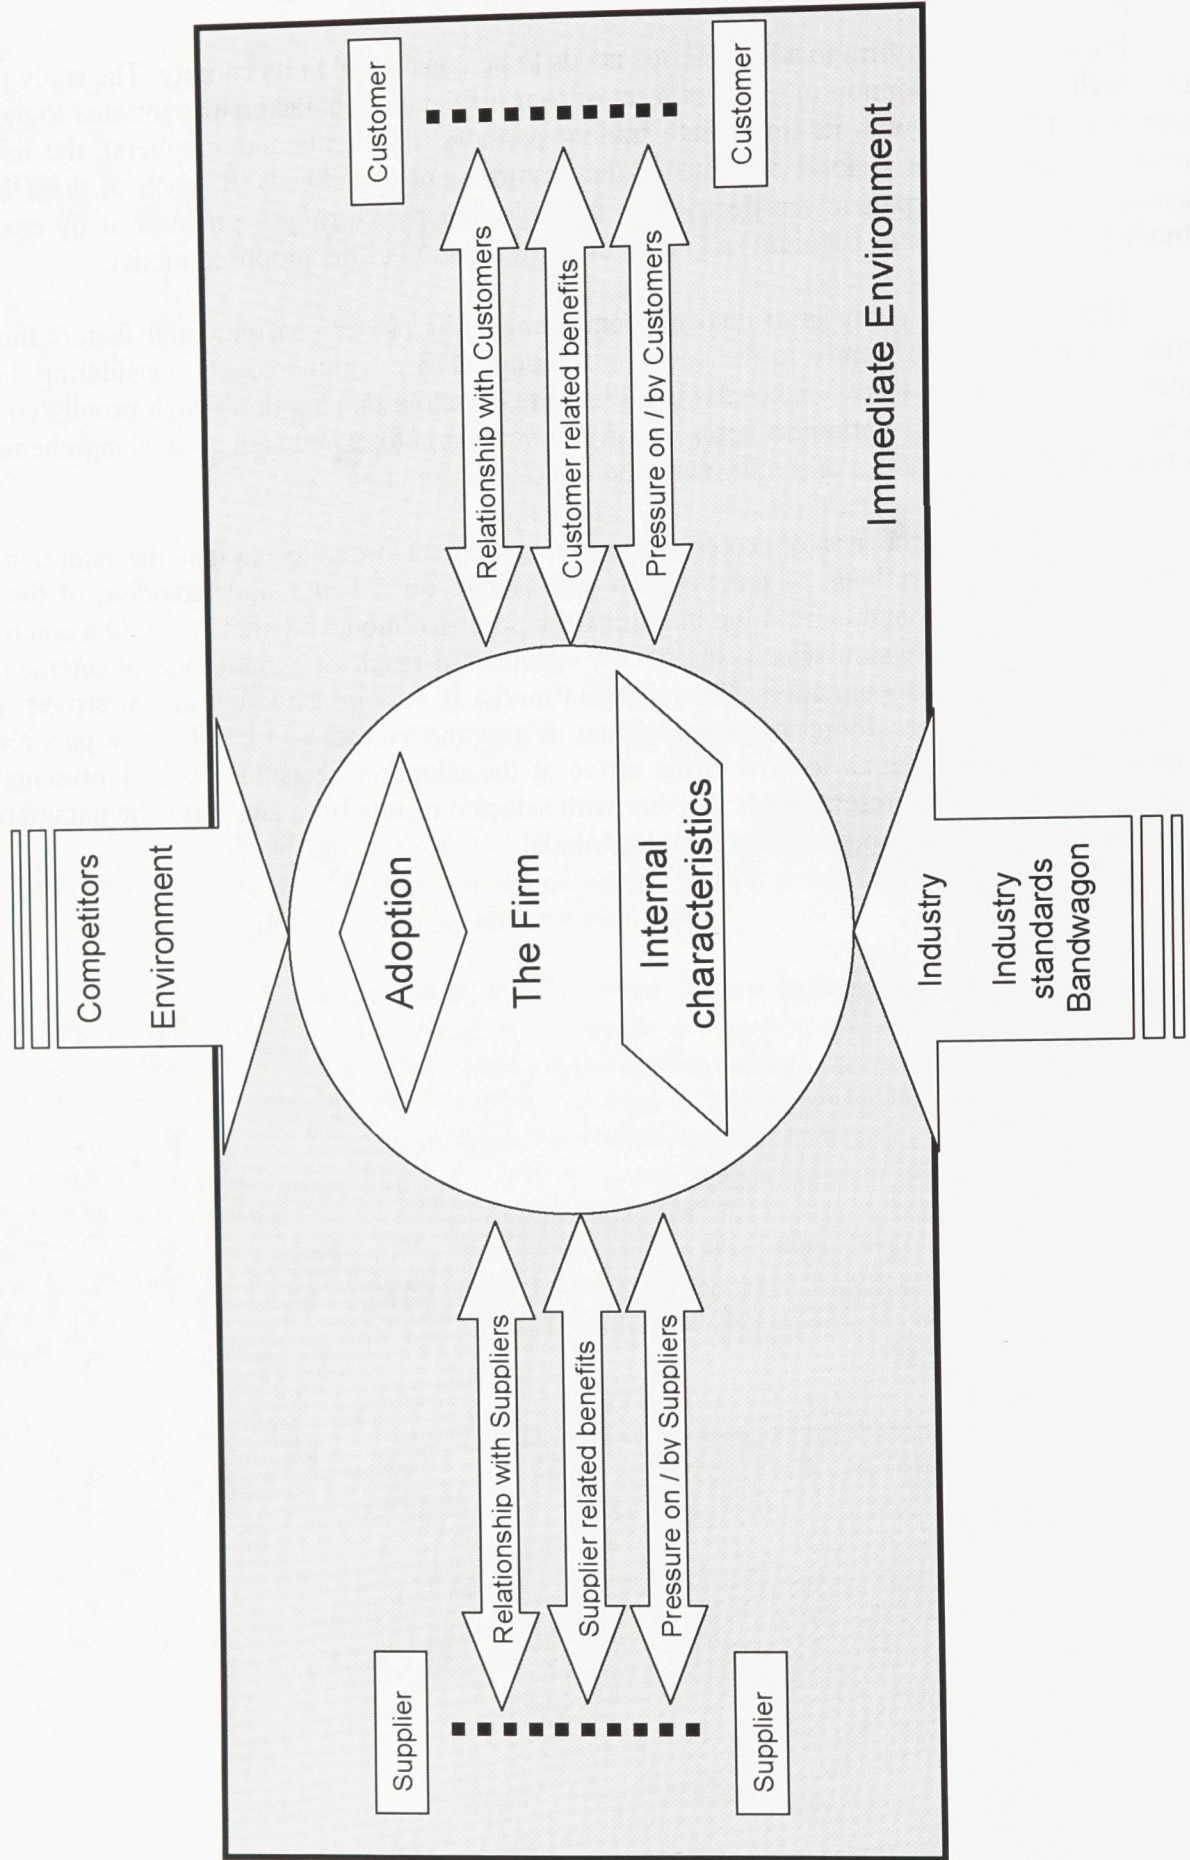 Competitors
Environment
Supplier
Relationship with Suppliers
Supplier related benefits
Pressure on / by Suppliers
Supplier
Adoption
The Firm
Internal
characteristics
Customer
Relationship with Customers
Customer related benefits
Pressure on / by Customers
Customer
Immediate Environment
Industry
Industry
standards
Bandwagon